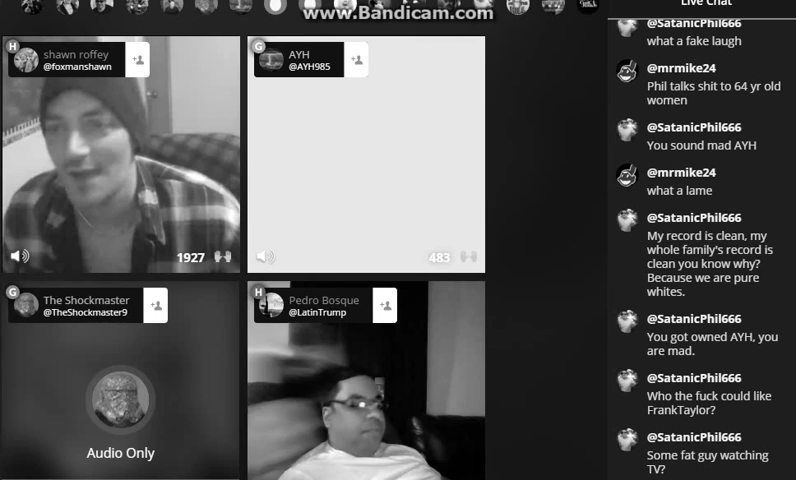 www.Bandicam.com
Live Chat
H
shawn roffey
@foxmanshawn
+
1927
G
AYH
@AYH985
+
483
G
The Shockmaster
@TheShockmaster9
+
Audio Only
H
Pedro Bosque
@LatinTrump
+
@SatanicPhil666
what a fake laugh
@mrmike24
Phil talks shit to 64 yr old
women
@SatanicPhil666
You sound mad AYH
@mrmike24
what a lame
@SatanicPhil666
My record is clean, my
whole family's record is
clean you know why?
Because we are pure
whites.
@SatanicPhil666
You got owned AYH, you
are mad.
@SatanicPhil666
Who the fuck could like
FrankTaylor?
@SatanicPhil666
Some fat guy watching
TV?